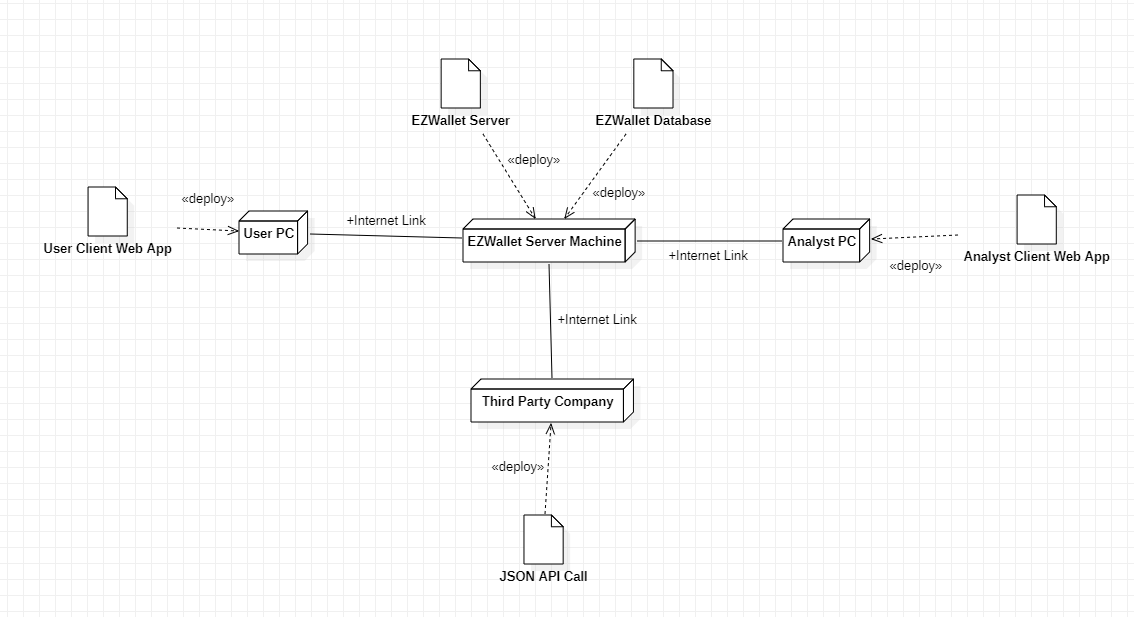 EZWallet Server
EZWallet Database
«deploy»
«deploy»
«deploy»
User Client Web App
User PC
+Internet Link
EZWallet Server Machine
+Internet Link
Analyst PC
«deploy»
Analyst Client Web App
+Internet Link
Third Party Company
«deploy»
JSON API Call